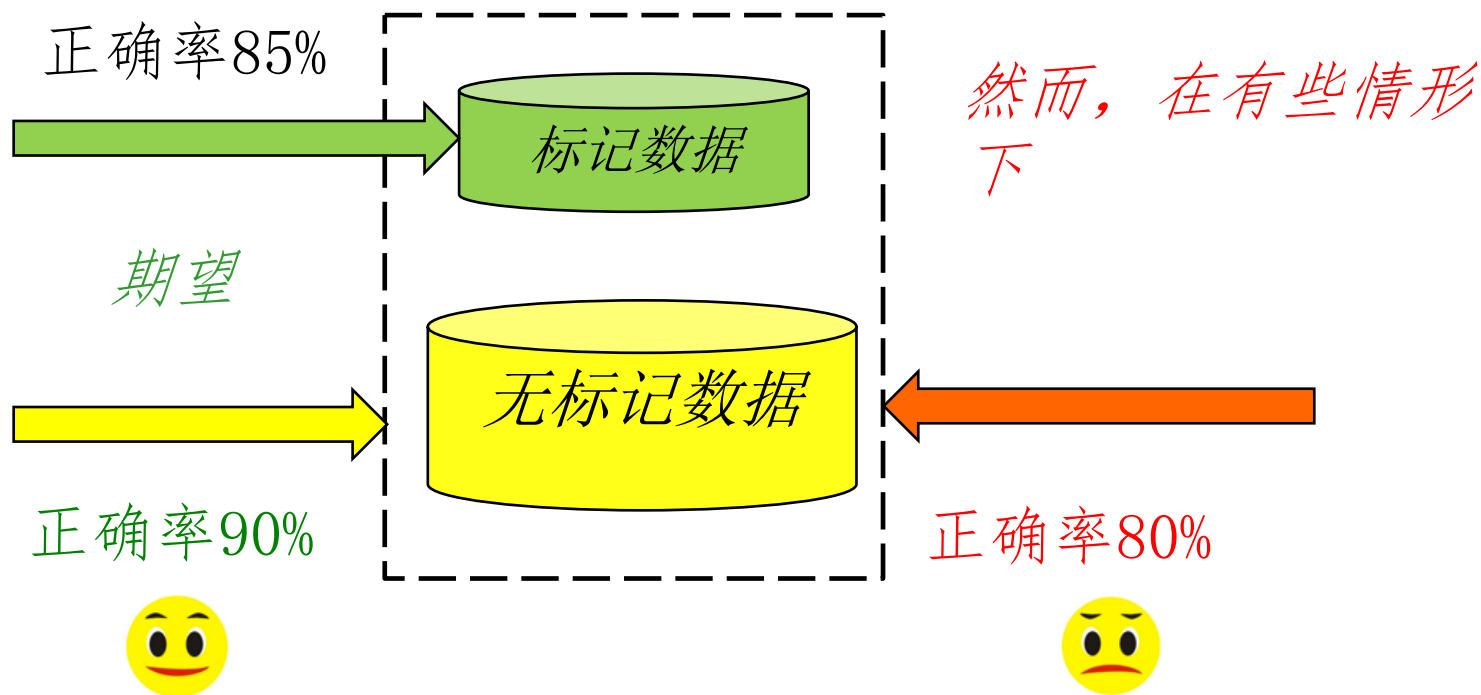 正确率85%
标记数据
然而，在有些情形
下
期望
无标记数据
正确率90%
正确率80%